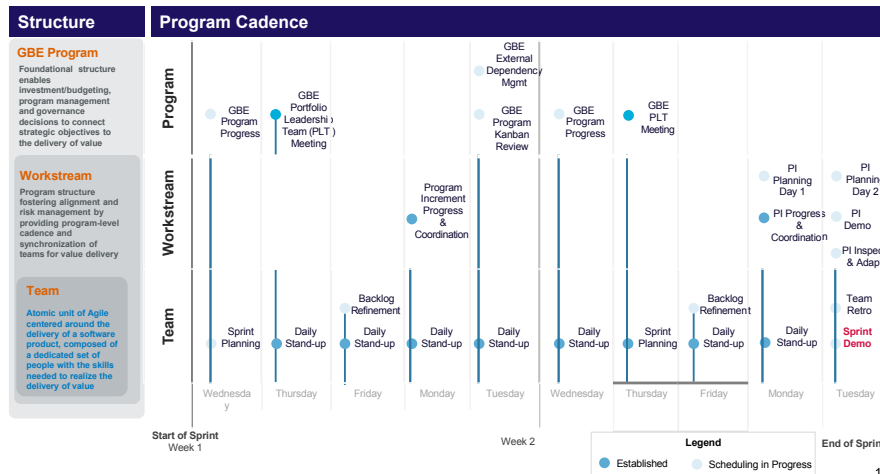 Structure
Program Cadence
GBE Program
Foundational structure
enables
investment/budgeting,
program management
and governance
decisions to connect
strategic objectives to
the delivery of value
Workstream
Program structure
fostering alignment and
risk management by
providing program-level
cadence and
synchronization of
teams for value delivery
Team
Atomic unit of Agile
centered around the
delivery of a software
product, composed of
a dedicated set of
people with the skills
needed to realize the
delivery of value
Program
GBE
Program
Progress
GBE
Portfolio
Leadership
Team (PLT)
Meeting
GBE
External
Dependency
Mgmt
GBE
Program
Kanban
Review
GBE
Program
Progress
GBE
PLT
Meeting
Workstream
Program
Increment
Progress
&
Coordination
PI
Planning
Day 1
PI Progress
&
Coordination
PI
Planning
Day 2
PI
Demo
PI Inspec
& Adap
Team
Backlog
Refinement
Backlog
Refinement
Team
Retro
Sprint
Planning
Daily
Stand-up
Daily
Stand-up
Daily
Stand-up
Daily
Stand-up
Daily
Stand-up
Sprint
Planning
Daily
Stand-up
Daily
Stand-up
Sprint
Demo
Wednesda
y
Thursday
Friday
Monday
Tuesday
Wednesday
Thursday
Friday
Monday
Tuesday
Start of Sprint
Week 1
Week 2
End of Sprin
Legend
Established
Scheduling in Progress
1